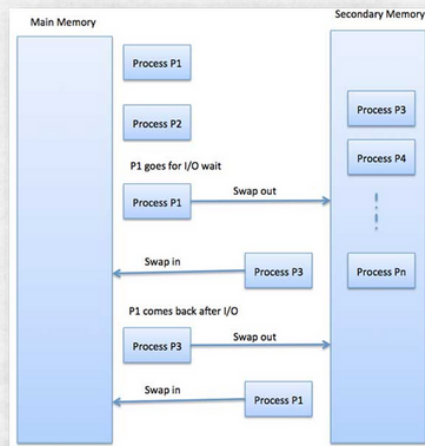 Main Memory
Secondary Memory
Process P1
Process P2
Process P3
Process P4
P1 goes for I/O wait
Process P1
Swap out
Swap in
Process P3
Process Pn
P1 comes back after I/O
Process P3
Swap out
Swap in
Process P1